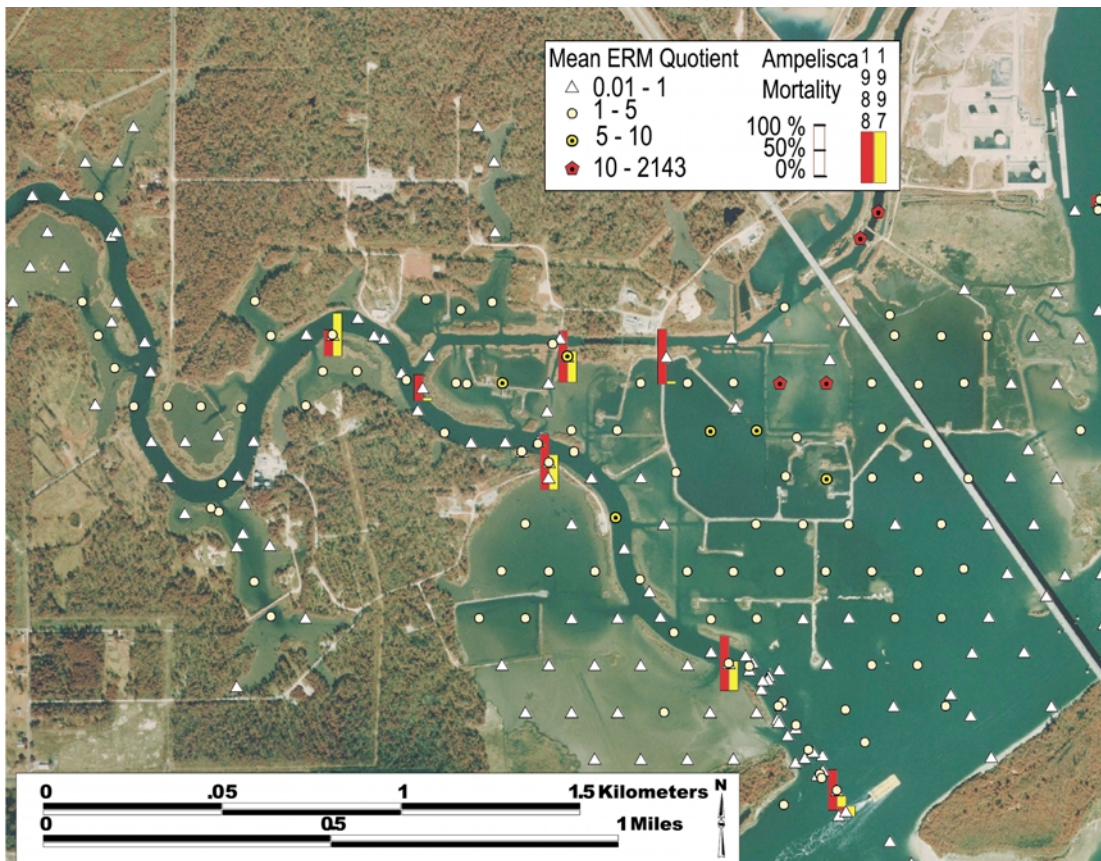 Mean ERM Quotient
0.01 - 1
1 - 5
5 - 10
10 - 2143
Ampelisca
Mortality
1988
1997
100 %
50%
0%
0 .05 1 1.5 Kilometers
0 0.5 1 Miles
N